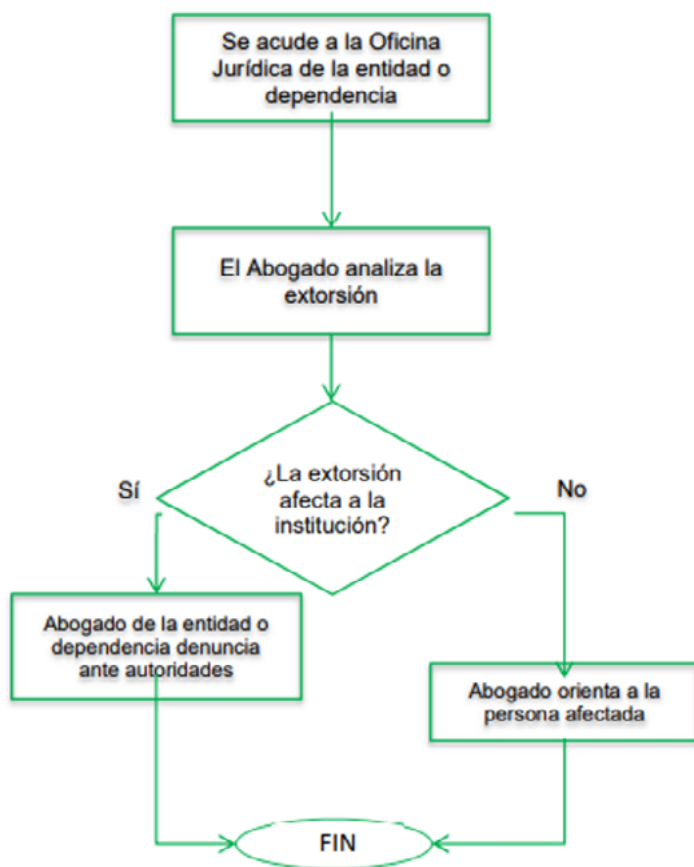 Se acude a la Oficina
Jurídica de la entidad o
dependencia
El Abogado analiza la
extorsión
¿La extorsión
afecta a la
institución?
Sí
No
Abogado de la entidad o
dependencia denuncia
ante autoridades
Abogado orienta a la
persona afectada
FIN